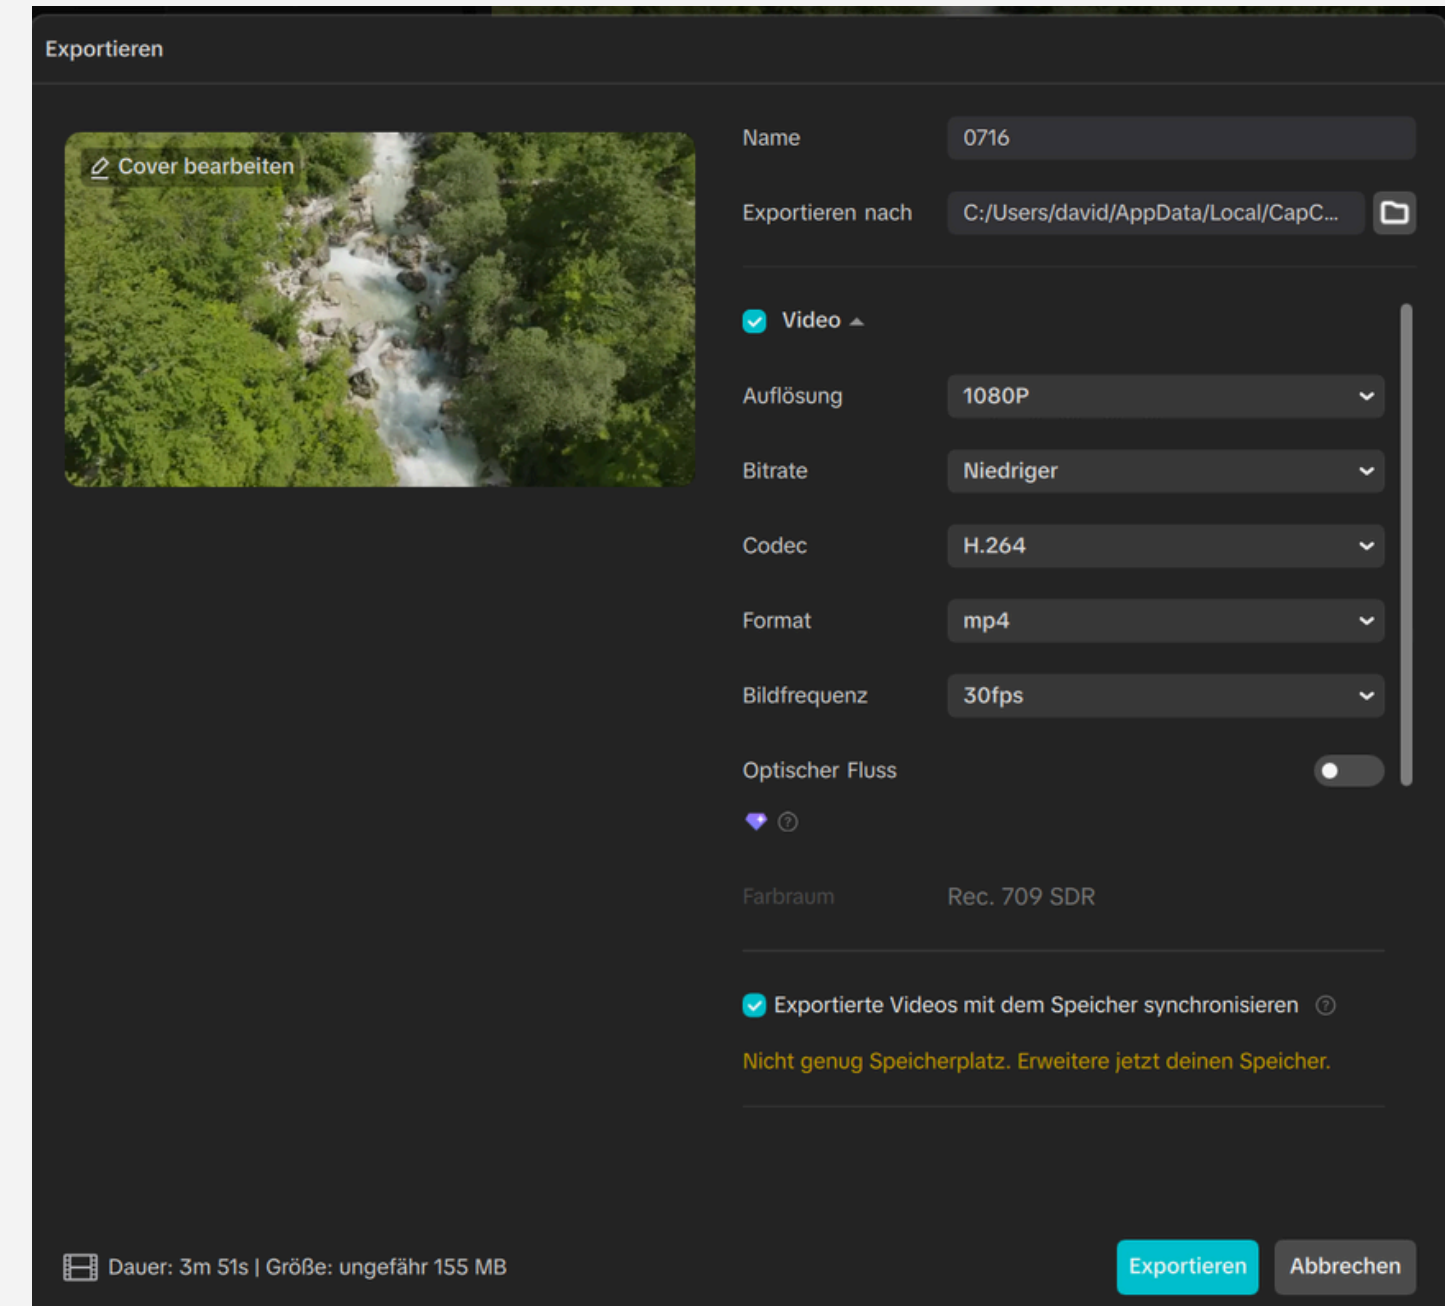 Exportieren
Cover bearbeiten
Name 0716
Exportieren nach C:/Users/david/AppData/Local/CapC...
Video
Auflösung 1080P
Bitrate Niedriger
Codec H.264
Format mp4
Bildfrequenz 30fps
Optischer Fluss
Farbraum Rec. 709 SDR
Exportierte Videos mit dem Speicher synchronisieren
Nicht genug Speicherplatz. Erweitere jetzt deinen Speicher.
Dauer: 3m 51s | Größe: ungefähr 155 MB
Exportieren Abbrechen